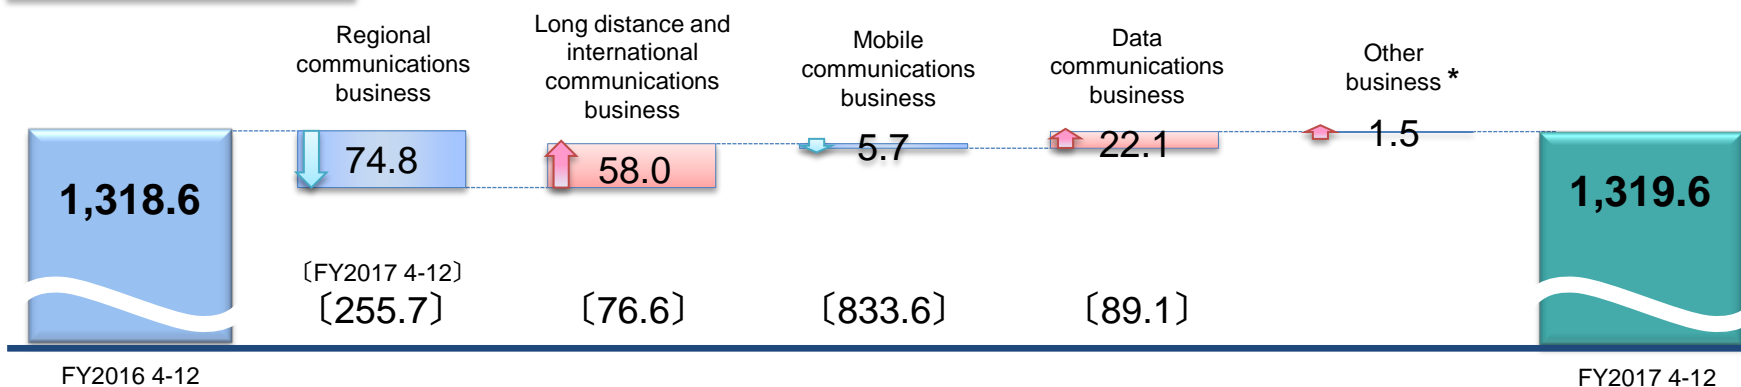 Regional
communications
business
Long distance and
international
communications
business
Mobile
communications
business
Data
communications
business
Other
business *
74.8
58.0
5.7
22.1
1.5
1,318.6
1,319.6
〔FY2017 4-12〕
〔255.7〕
〔76.6〕
〔833.6〕
〔89.1〕
FY2016 4-12
FY2017 4-12